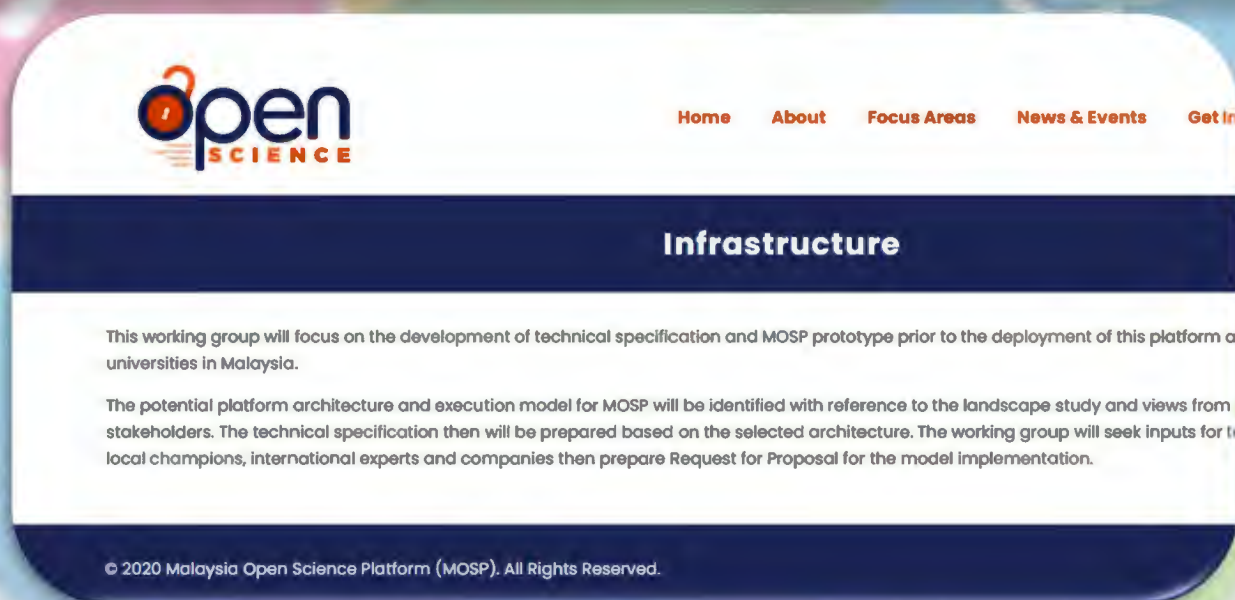 Open
SCIENCE
Home About Focus Areas News & Events Get
Infrastructure
This working group will focus on the development of technical specification and MOSP prototype prior to the deployment of this platform
universities in Malaysia.
The potential platform architecture and execution model for MOSP will be identified with reference to the landscape study and views from
stakeholders. The technical specification then will be prepared based on the selected architecture. The working group will seek inputs for
local champions, international experts and companies then prepare Request for Proposal for the model implementation.
© 2020 Malaysia Open Science Platform (MOSP). All Rights Reserved.